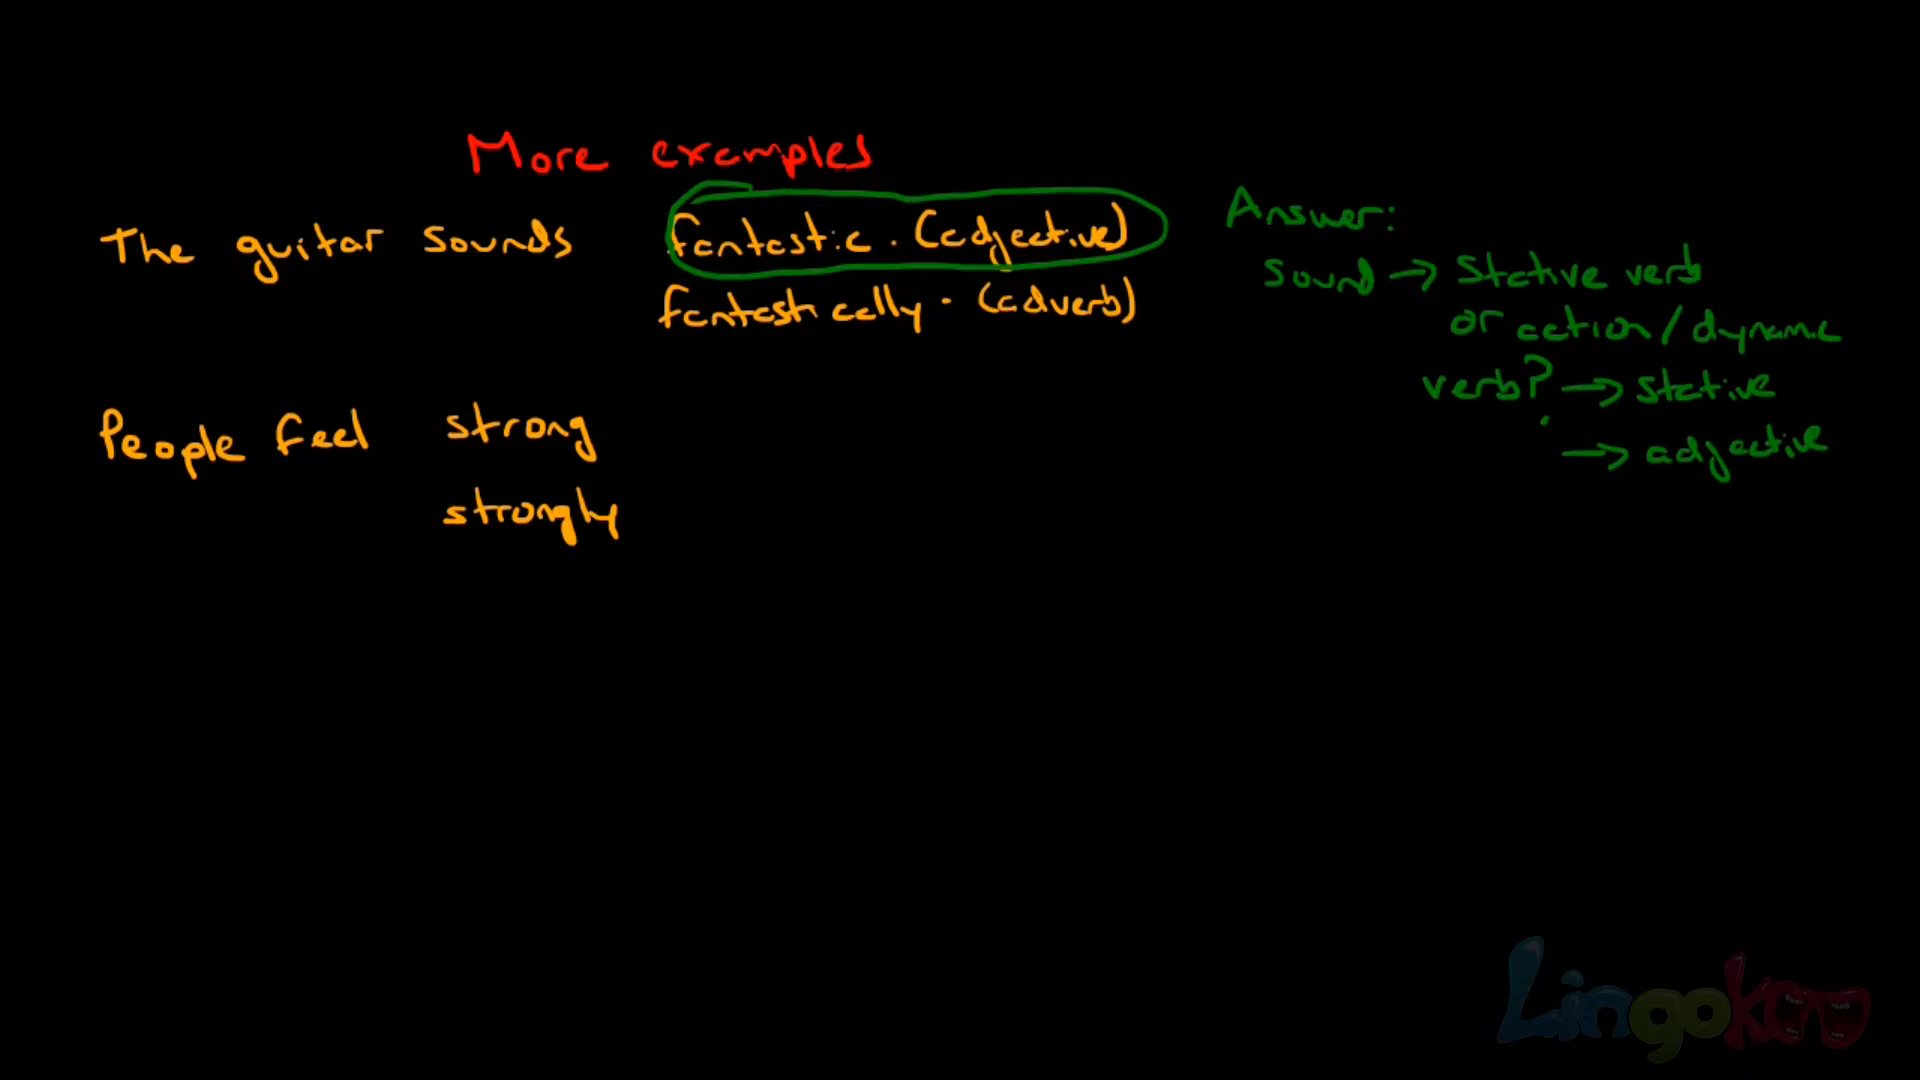 More examples
The guitar sounds fantastic. (adjective)
fantastically. (adverb)
People feel strong
strongly
Answer:
sound → Stative verb
or action/dynamic
verb? → stative
→ adjective
Lingokoo